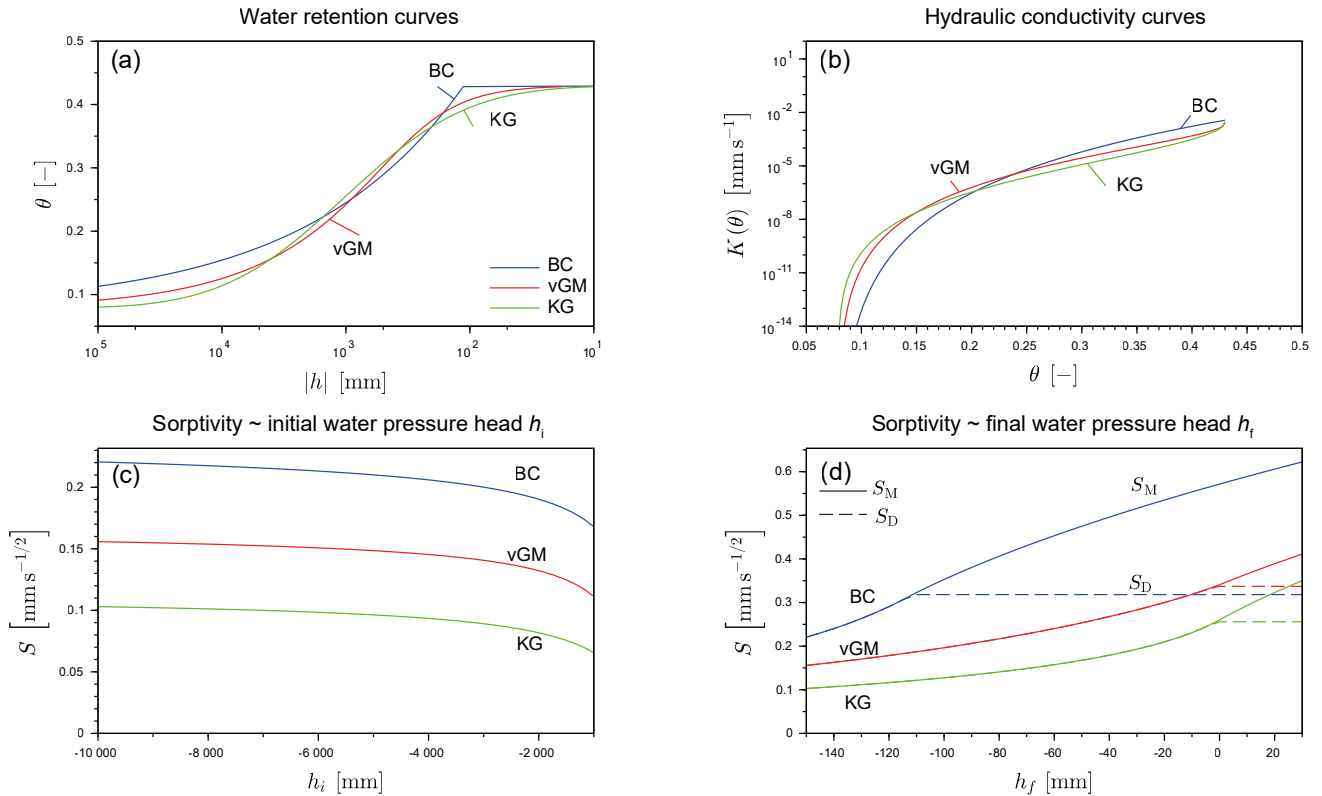 Water retention curves
Hydraulic conductivity curves
(a)
0.5
0.4
0.3
0.2
0.1
θ [−]
BC
KG
vGM
BC
vGM
KG
10^5
10^4
10^3
10^2
10^1
|h| [mm]
(b)
10^1
10^-2
10^-5
10^-8
10^-11
10^-14
K(θ) [mm s^−1]
BC
vGM
KG
0.05
0.1
0.15
0.2
0.25
0.3
0.35
0.4
0.45
0.5
θ [−]
Sorptivity ~ initial water pressure head h_i
Sorptivity ~ final water pressure head h_f
(c)
0.2
0.15
0.1
0.05
0
S [mm s^−1/2]
BC
vGM
KG
-10 000
-8 000
-6 000
-4 000
-2 000
h_i [mm]
(d)
0.6
0.5
0.4
0.3
0.2
0.1
0
S [mm s^−1/2]
S_M
S_D
S_M
S_D
BC
vGM
KG
-140
-120
-100
-80
-60
-40
-20
0
20
h_f [mm]